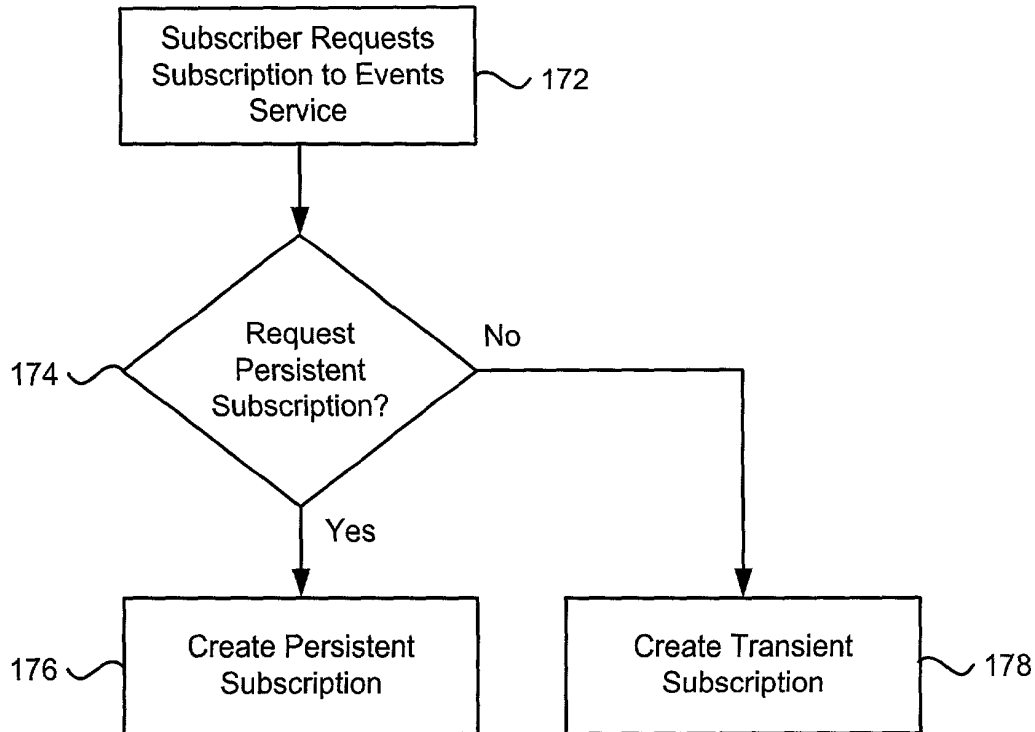 Subscriber Requests
Subscription to Events
Service
172
Request
Persistent
Subscription?
174
No
Yes
Create Persistent
Subscription
176
Create Transient
Subscription
178